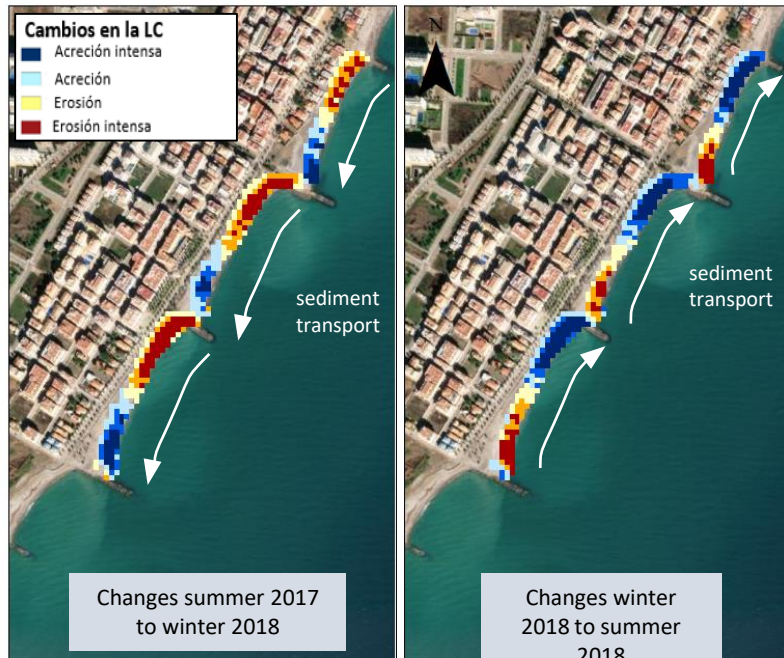 Cambios en la LC
Acreción intensa
Acreción
Erosión
Erosión intensa
sediment
transport
Changes summer 2017
to winter 2018
N
sediment
transport
Changes winter
2018 to summer
2018